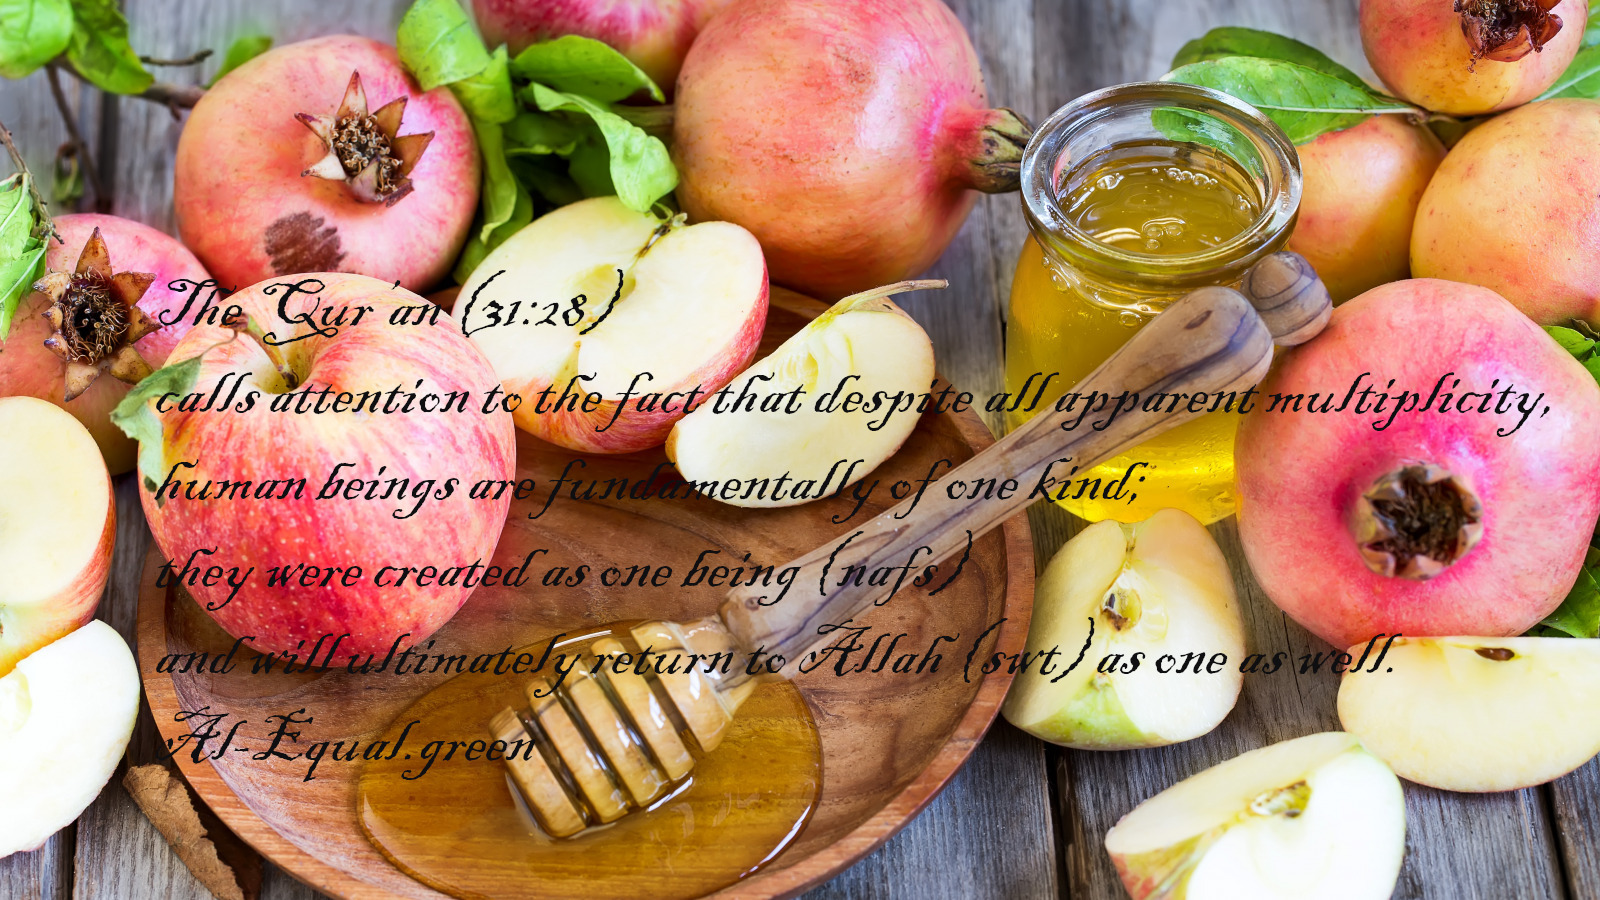 The Qur'an (31:28)
calls attention to the fact that despite all apparent multiplicity,
human beings are fundamentally of one kind;
they were created as one being (nafs)
and will ultimately return to Allah (swt) as one as well.
Al-Equal.green